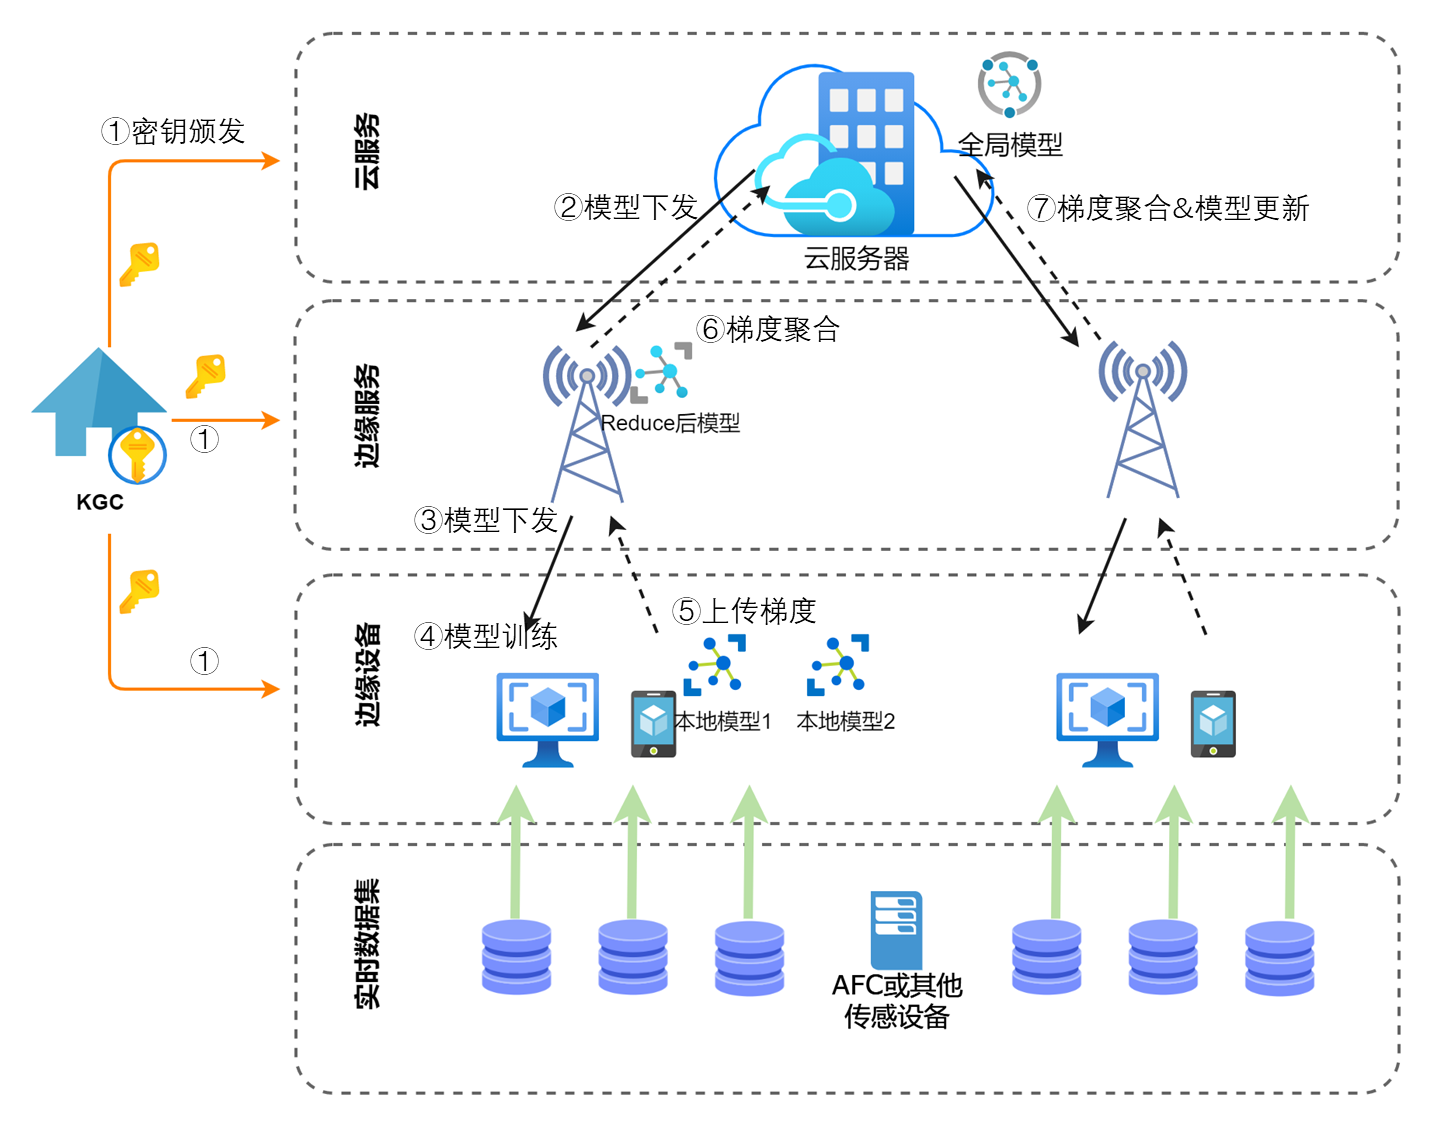 ①密钥颁发
云服务
全局模型
②模型下发
⑦梯度聚合&模型更新
云服务器
⑥梯度聚合
边缘服务
Reduce后模型
①
KGC
③模型下发
⑤上传梯度
④模型训练
边缘设备
①
本地模型1
本地模型2
实时数据集
AFC或其他
传感设备